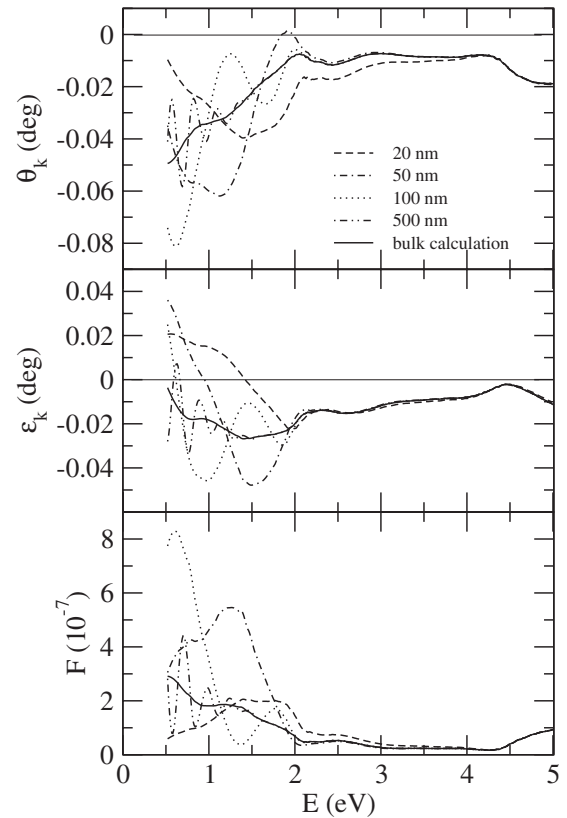 0
-0.02
-0.04
-0.06
-0.08
θk (deg)
20 nm
50 nm
100 nm
500 nm
bulk calculation
0.04
0.02
0
-0.02
-0.04
εk (deg)
8
6
4
2
0
F (10-7)
0 1 2 3 4 5
E (eV)